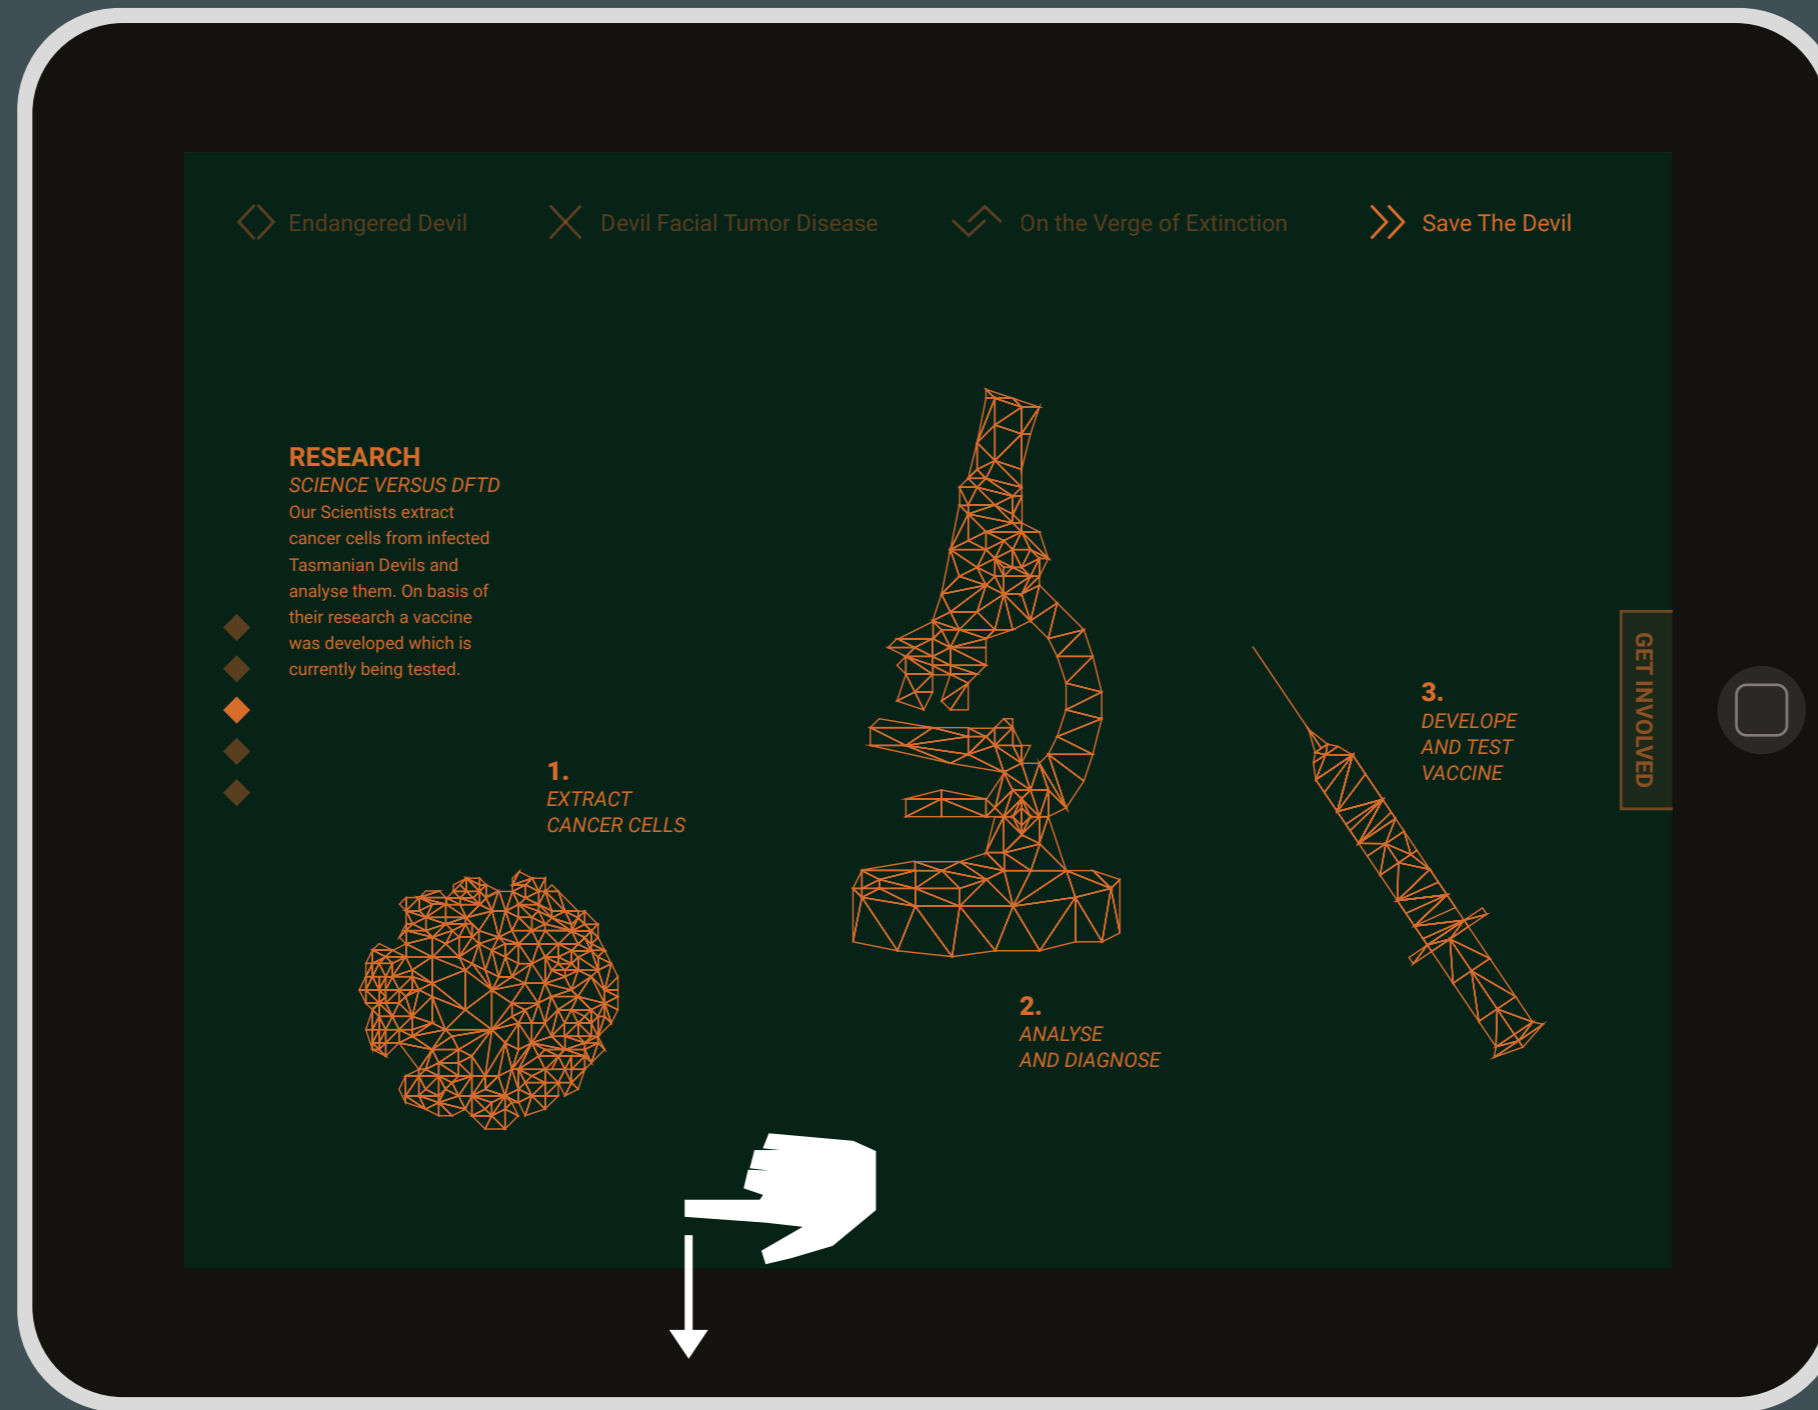 Endangered Devil
Devil Facial Tumor Disease
On the Verge of Extinction
Save The Devil
RESEARCH
SCIENCE VERSUS DFTD
Our Scientists extract
cancer cells from infected
Tasmanian Devils and
analyse them. On basis of
their research a vaccine
was developed which is
currently being tested.
1.
EXTRACT
CANCER CELLS
2.
ANALYSE
AND DIAGNOSE
3.
DEVELOPE
AND TEST
VACCINE
GET INVOLVED